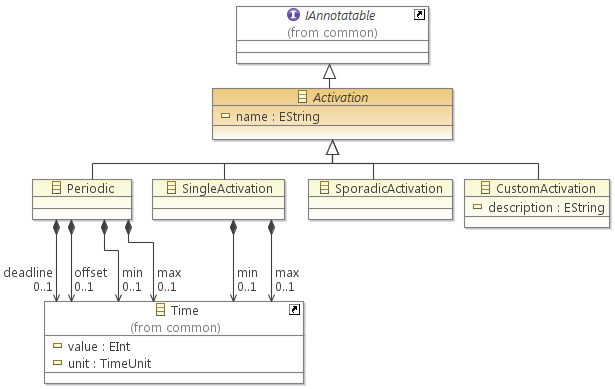 IAnnotatable
(from common)
Activation
name : EString
Periodic
SingleActivation
SporadicActivation
CustomActivation
description : EString
deadline
0..1
offset
0..1
min
0..1
max
0..1
min
0..1
max
0..1
Time
(from common)
value : EInt
unit : TimeUnit